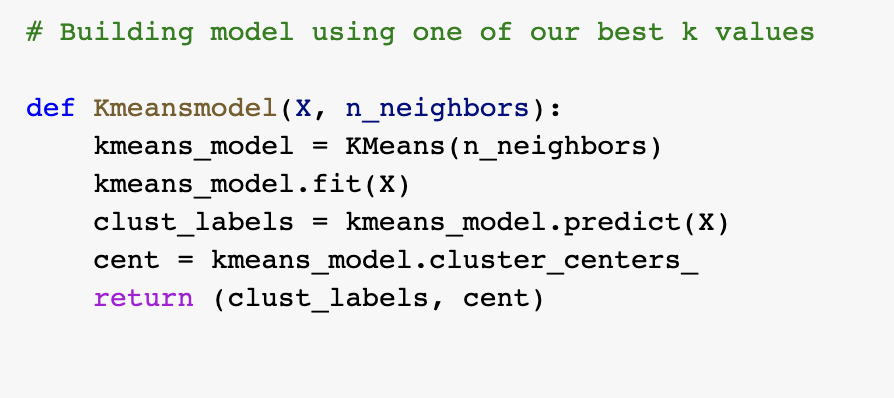 # Building model using one of our best k values
def Kmeansmodel(X, n_neighbors):
    kmeans_model = KMeans(n_neighbors)
    kmeans_model.fit(X)
    clust_labels = kmeans_model.predict(X)
    cent = kmeans_model.cluster_centers_
    return (clust_labels, cent)